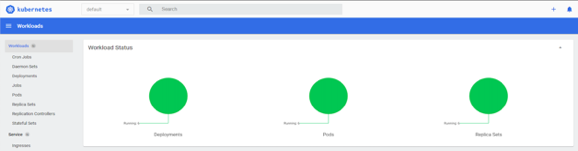 kubernetes
default
Search
Workloads
Workloads
Workload Status
Cron Jobs
Daemon Sets
Deployments
Jobs
Pods
Replica Sets
Replication Controllers
Stateful Sets
Service
Ingresses
Running:
Running:
Running:
Deployments
Pods
Replica Sets